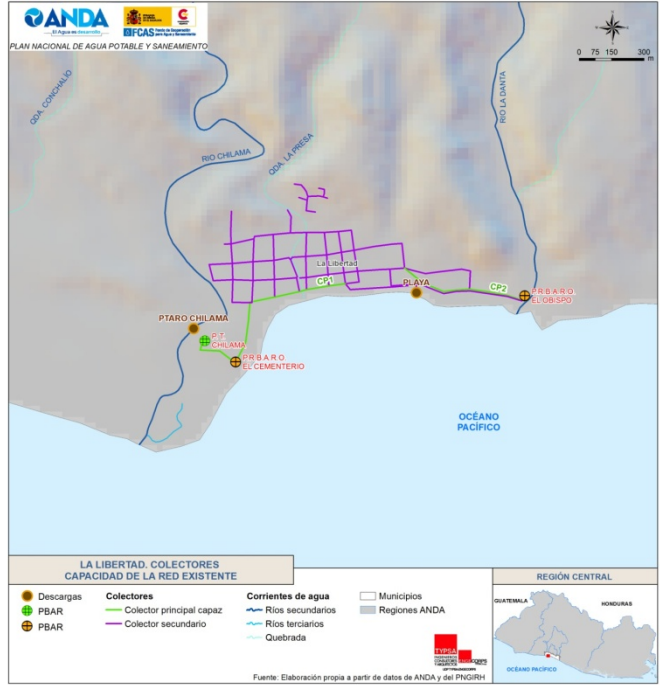 ANDA
El Agua es desarrollo
FCAS
PLAN NACIONAL DE AGUA POTABLE Y SANEAMIENTO
0 75 150 300
m
QDA. CONCHALÍO
RIO CHILAMA
QDA. LA PRESA
RIO LA DANTA
La Libertad
CP1
PLAYA
CP2
P.R.B.A.R.O.
EL OBISPO
PTARO CHILAMA
P.T.
CHILAMA
P.R.B.A.R.O.
EL CEMENTERIO
OCÉANO
PACÍFICO
LA LIBERTAD. COLECTORES
CAPACIDAD DE LA RED EXISTENTE
Descargas
PBAR
PBAR
Colectores
Colector principal capaz
Colector secundario
Corrientes de agua
Ríos secundarios
Ríos terciarios
Quebrada
Municipios
Regiones ANDA
TYPSA
Fuente: Elaboración propia a partir de datos de ANDA y del PNGIRH
REGIÓN CENTRAL
GUATEMALA
HONDURAS
OCÉANO PACÍFICO